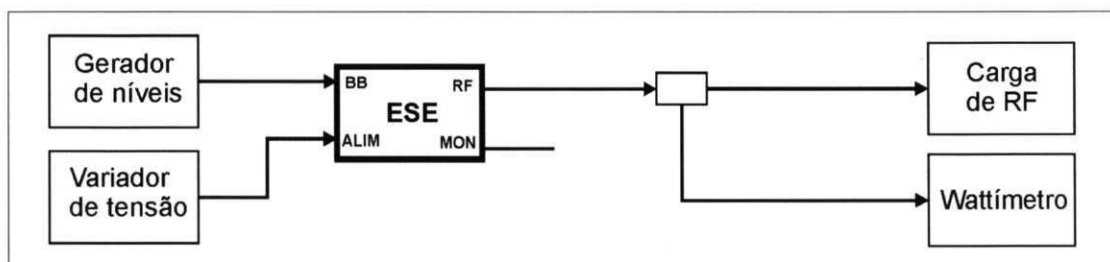 Gerador
de níveis
BB
RF
ESE
ALIM
MON
Variador
de tensão
Carga
de RF
Wattímetro